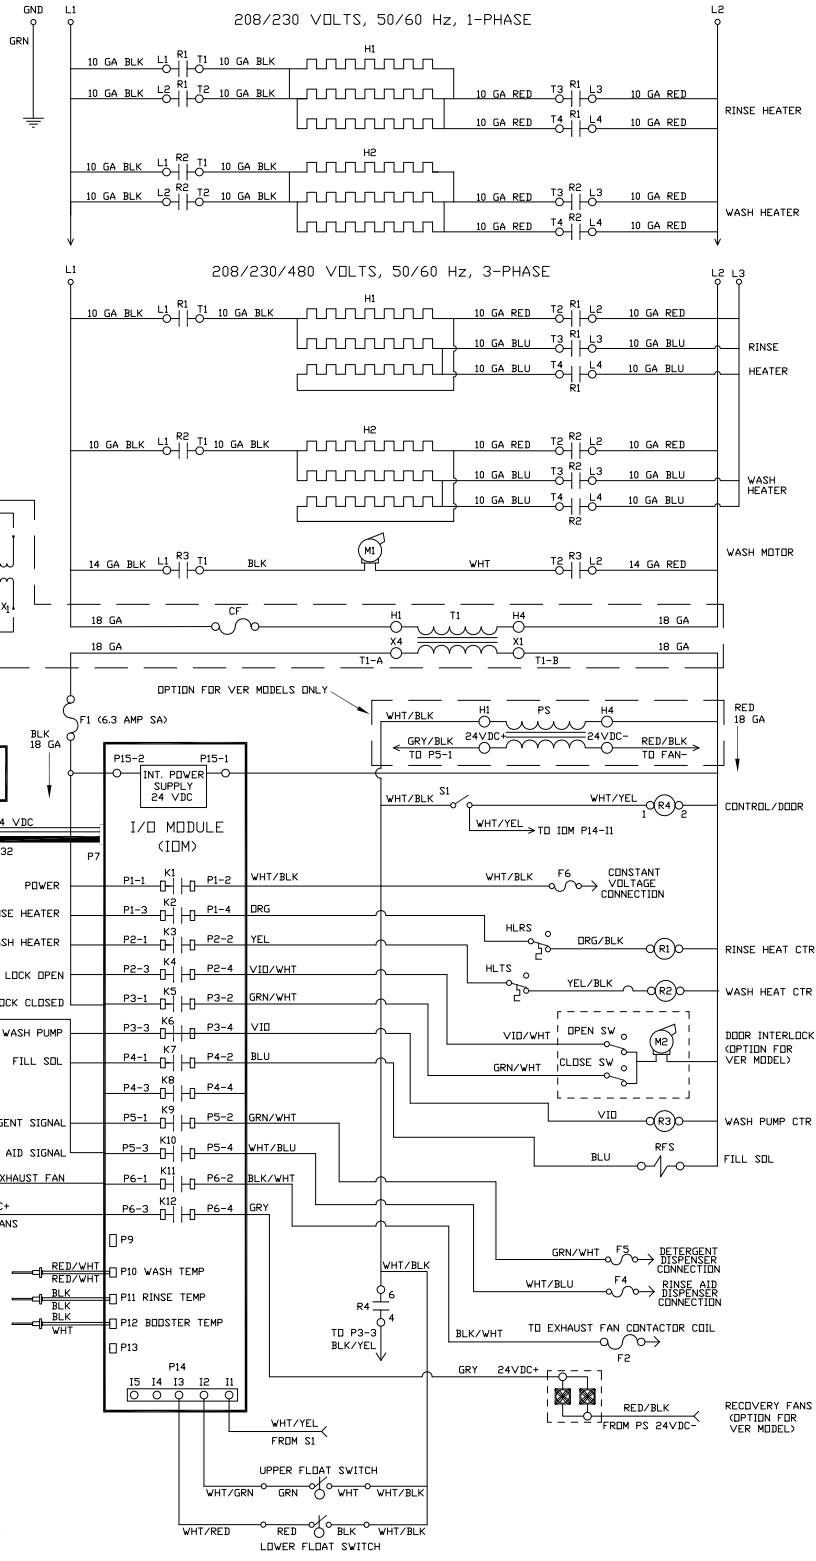 GND L1 208/230 VOLTS, 50/60 Hz, 1-PHASE L2
GRN
H1
10 GA BLK L1 R1 T1 10 GA BLK
10 GA BLK L2 R1 T2 10 GA BLK 10 GA RED T3 R1 L3 10 GA RED
RINSE HEATER
10 GA RED T4 R1 L4 10 GA RED
H2
10 GA BLK L1 R2 T1 10 GA BLK
10 GA BLK L2 R2 T2 10 GA BLK 10 GA RED T3 R2 L3 10 GA RED
WASH HEATER
10 GA RED T4 R2 L4 10 GA RED
L1 208/230/480 VOLTS, 50/60 Hz, 3-PHASE L2 L3
H1
10 GA BLK L1 R1 T1 10 GA BLK 10 GA RED T2 R1 L2 10 GA RED
10 GA BLU T3 R1 L3 10 GA BLU RINSE
10 GA BLU T4 L4 10 GA BLU HEATER
R1
H2
10 GA BLK L1 R2 T1 10 GA BLK 10 GA RED T2 R2 L2 10 GA RED
10 GA BLU T3 R2 L3 10 GA BLU WASH
HEATER
10 GA BLU T4 L4 10 GA BLU
R2
M1 WASH MOTOR
14 GA BLK L1 R3 T1 BLK WHT T2 R3 L2 14 GA RED
X1
18 GA CF H1 T1 H4 18 GA
18 GA X4 X1 18 GA
T1-A T1-B
OPTION FOR VER MODELS ONLY
F1 (6.3 AMP SA)
BLK
18 GA
WHT/BLK H1 PS H4 RED
18 GA
GRY/BLK 24VDC+ 24VDC- RED/BLK
TO P5-1 TO FAN-
P15-2 P15-1
INT. POWER
SUPPLY
24 VDC
WHT/BLK S1 WHT/YEL 1 R4 2 CONTROL/DOOR
WHT/YEL TO IOM P14-I1
4 VDC
32
P7
I/O MODULE
(IOM)
POWER P1-1 K1 P1-2 WHT/BLK WHT/BLK F6 CONSTANT
VOLTAGE
CONNECTION
NSE HEATER P1-3 K2 P1-4 ORG
HLRS ORG/BLK R1 RINSE HEAT CTR
SH HEATER P2-1 K3 P2-2 YEL
HLTS YEL/BLK R2 WASH HEAT CTR
LOCK OPEN P2-3 K4 P2-4 VIO/WHT
OCK CLOSED P3-1 K5 P3-2 GRN/WHT
WASH PUMP P3-3 K6 P3-4 VIO
VIO/WHT OPEN SW M2 DOOR INTERLOCK
(OPTION FOR
VER MODEL)
FILL SOL P4-1 K7 P4-2 BLU
GRN/WHT CLOSE SW
P4-3 K8 P4-4
GENT SIGNAL P5-1 K9 P5-2 GRN/WHT
VIO R3 WASH PUMP CTR
AID SIGNAL P5-3 K10 P5-4 WHT/BLU
BLU RFS FILL SOL
XHAUST FAN P6-1 K11 P6-2 BLK/WHT
C+
ANS
P6-3 K12 P6-4 GRY
P9
GRN/WHT F5 DETERGENT
DISPENSER
CONNECTION
RED/WHT
RED/WHT
P10 WASH TEMP
WHT/BLK
WHT/BLU F4 RINSE AID
DISPENSER
CONNECTION
BLK
BLK
P11 RINSE TEMP
BLK
WHT
P12 BOOSTER TEMP
6
R4
4
TO P3-3
BLK/YEL
BLK/WHT TO EXHAUST FAN CONTACTOR COIL
F2
P13
P14
I5 I4 I3 I2 I1
GRY 24VDC+
RED/BLK
FROM PS 24VDC-
RECOVERY FANS
(OPTION FOR
VER MODEL)
WHT/YEL
FROM S1
UPPER FLOAT SWITCH
WHT/GRN GRN WHT WHT/BLK
WHT/RED RED BLK WHT/BLK
LOWER FLOAT SWITCH